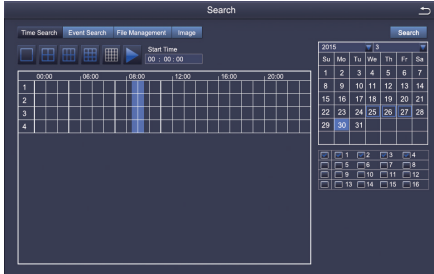 Search
Time Search Event Search File Management Image
Search
Start Time
00 : 00 : 00
2015 3
Su Mo Tu We Th Fr Sa
1 2 3 4 5 6 7
8 9 10 11 12 13 14
15 16 17 18 19 20 21
22 23 24 25 26 27 28
29 30 31
00:00 06:00 08:00 12:00 16:00 20:00
1
2
3
4
1 2 3 4
5 6 7 8
9 10 11 12
13 14 15 16